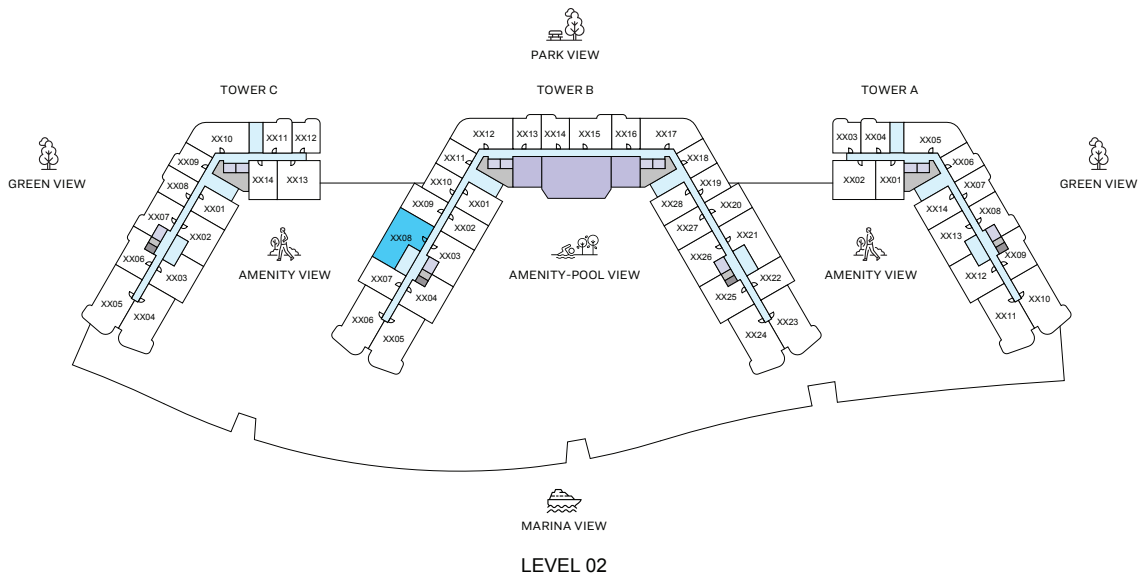 PARK VIEW
TOWER C
TOWER B
TOWER A
GREEN VIEW
GREEN VIEW
XX10
XX11
XX12
XX09
XX08
XX14
XX13
XX07
XX01
XX06
XX02
XX03
XX05
XX04
AMENITY VIEW
XX12
XX13
XX14
XX15
XX16
XX17
XX11
XX18
XX10
XX01
XX28
XX19
XX09
XX02
XX27
XX20
XX08
XX03
XX26
XX21
XX07
XX04
XX25
XX22
XX06
XX05
XX24
XX23
AMENITY-POOL VIEW
AMENITY VIEW
XX03
XX04
XX05
XX02
XX01
XX06
XX07
XX14
XX08
XX13
XX09
XX12
XX10
XX11
MARINA VIEW
LEVEL 02